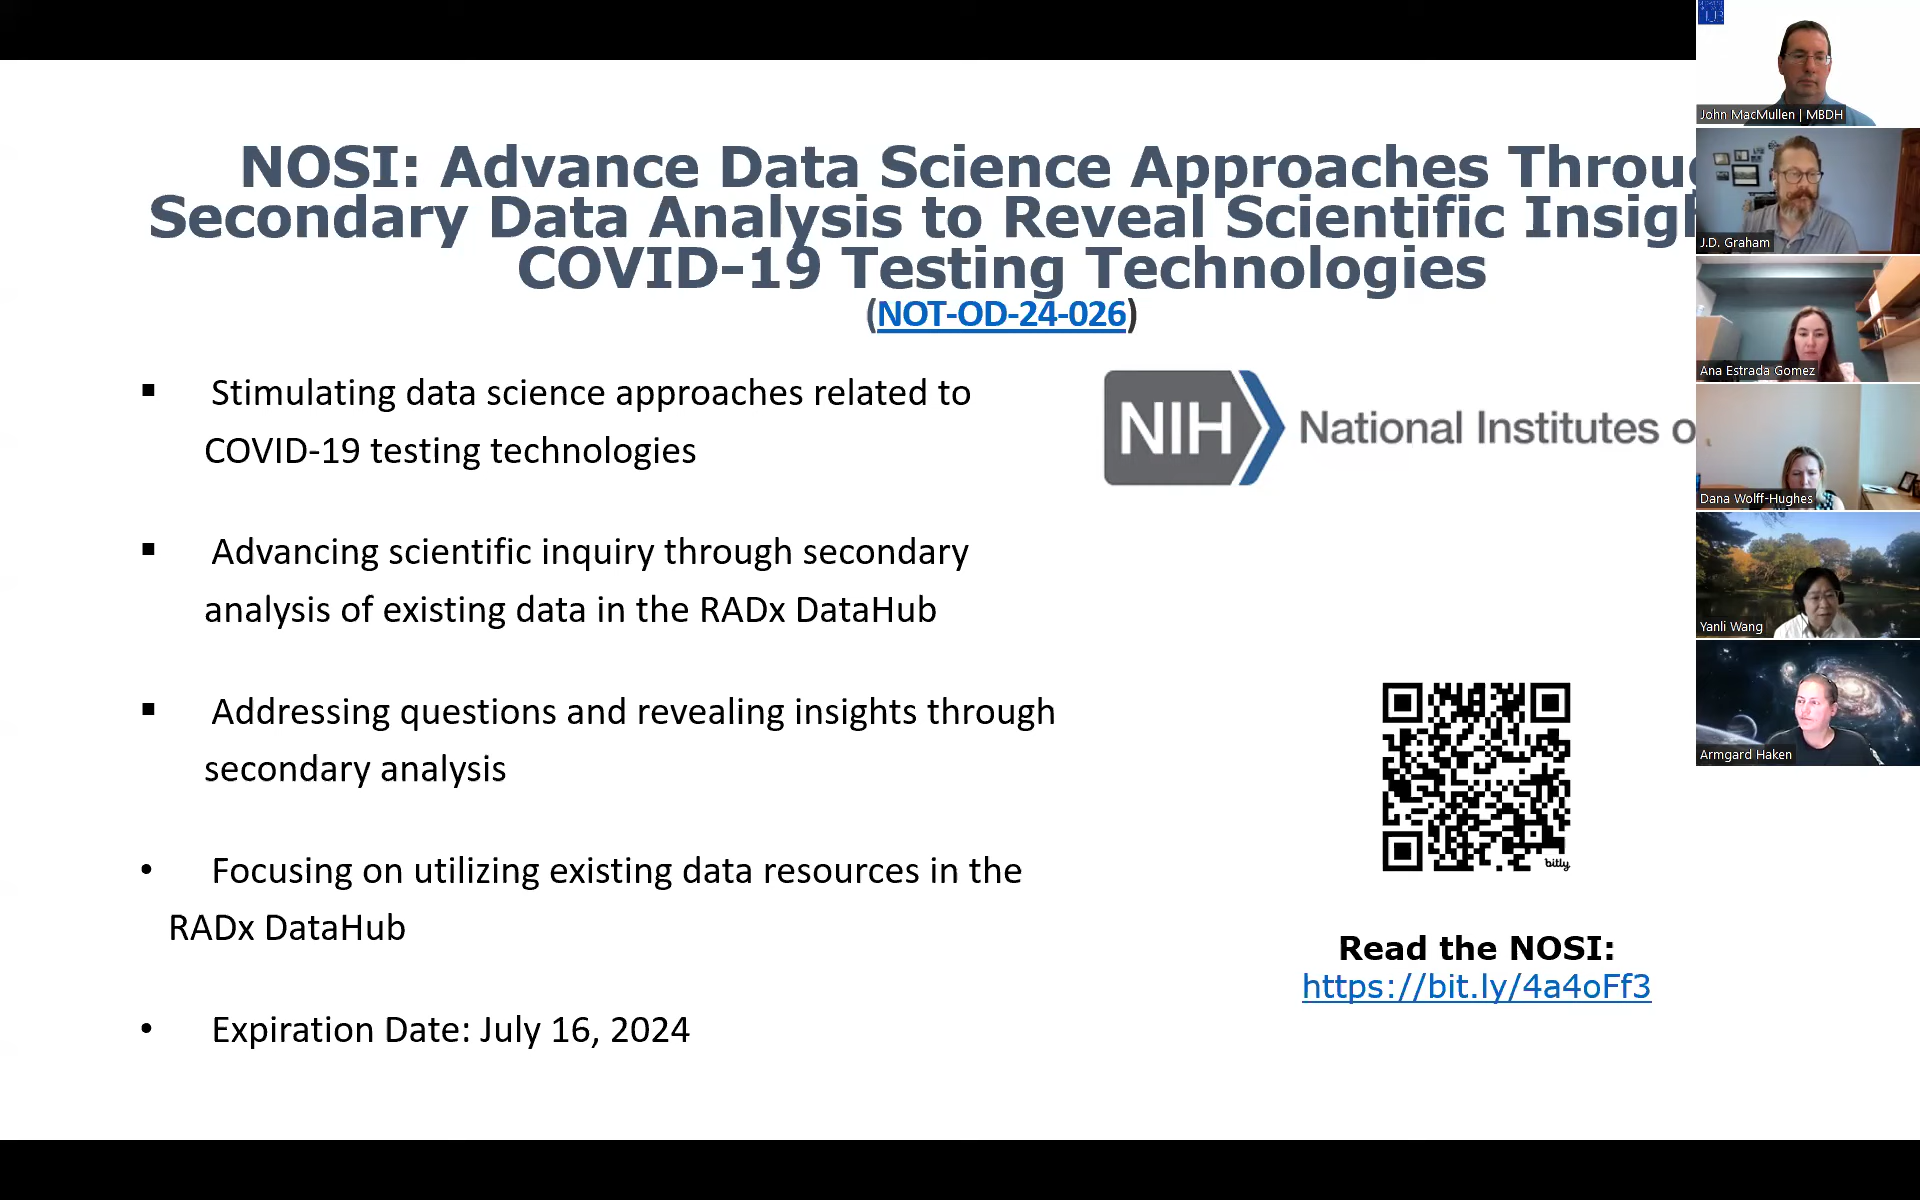 NOSI: Advance Data Science Approaches Throug
Secondary Data Analysis to Reveal Scientific Insigh
COVID-19 Testing Technologies
(NOT-OD-24-026)
▪ Stimulating data science approaches related to
COVID-19 testing technologies
▪ Advancing scientific inquiry through secondary
analysis of existing data in the RADx DataHub
▪ Addressing questions and revealing insights through
secondary analysis
• Focusing on utilizing existing data resources in the
RADx DataHub
• Expiration Date: July 16, 2024
NIH National Institutes o
bitly
Read the NOSI:
https://bit.ly/4a4oFf3
John MacMullen | MBDH
J.D. Graham
Ana Estrada Gomez
Dana Wolff-Hughes
Yanli Wang
Armgard Haken